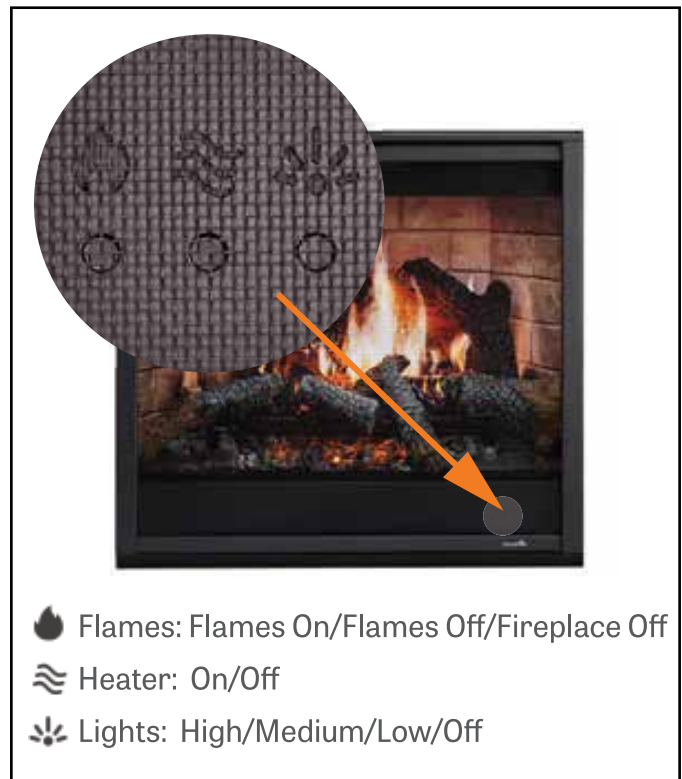 Flames: Flames On/Flames Off/Fireplace Off
Heater: On/Off
Lights: High/Medium/Low/Off